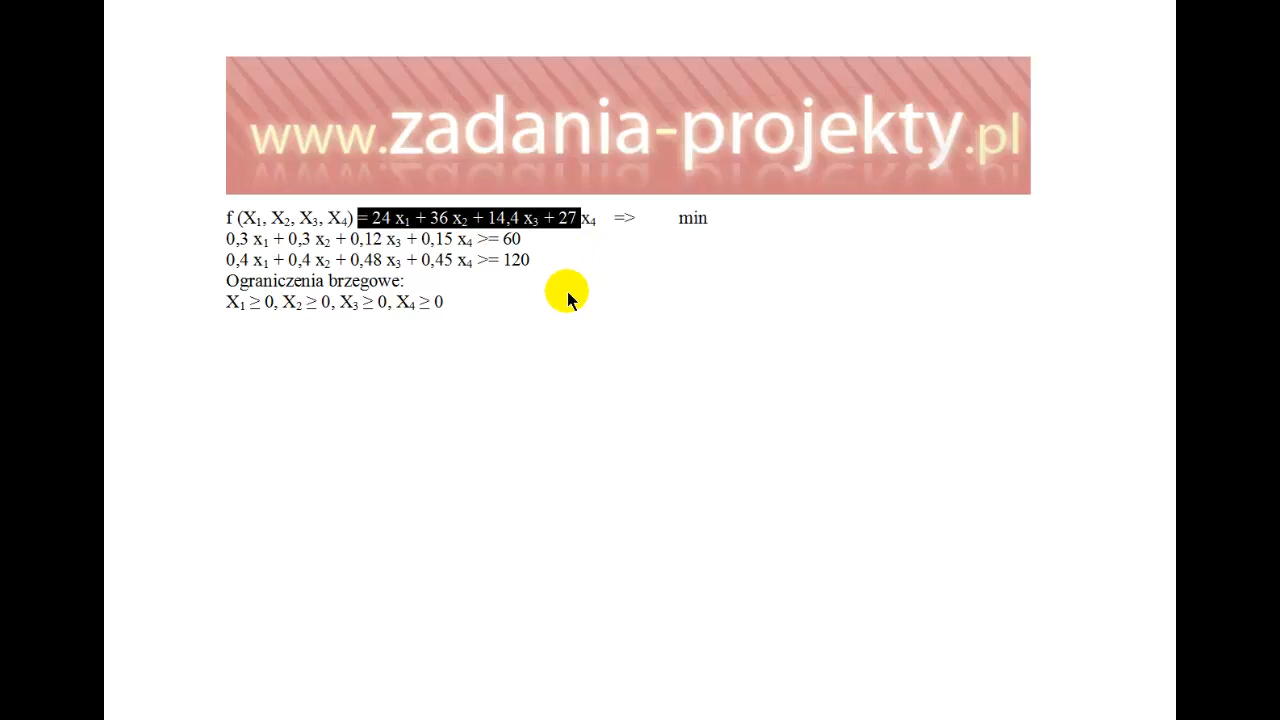 www.zadania-projekty.pl
f (X₁, X₂, X₃, X₄) = 24 x₁ + 36 x₂ + 14,4 x₃ + 27 x₄ => min
0,3 x₁ + 0,3 x₂ + 0,12 x₃ + 0,15 x₄ >= 60
0,4 x₁ + 0,4 x₂ + 0,48 x₃ + 0,45 x₄ >= 120
Ograniczenia brzegowe:
X₁ ≥ 0, X₂ ≥ 0, X₃ ≥ 0, X₄ ≥ 0